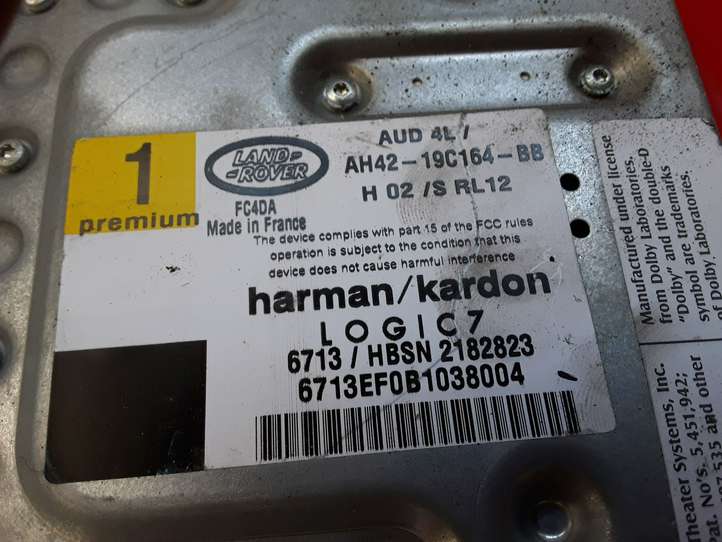 1
premium
LAND-
-ROVER
FC4DA
Made in France
AUD 4L /
AH42-19C164-BB
H 02 /S RL12
The device complies with part 15 of the FCC rules
operation is subject to the condition that this
device does not cause harmful interference
harman/kardon
LOGIC7
6713 / HBSN 2182823
6713EF0B1038004
Manufactured under license
from Dolby Laboratories.
"Dolby" and the double-D
symbol are trademarks
of Dolby Laboratories.
Theater Systems, Inc.
Pat. No's. 5,451,942;
535 and other